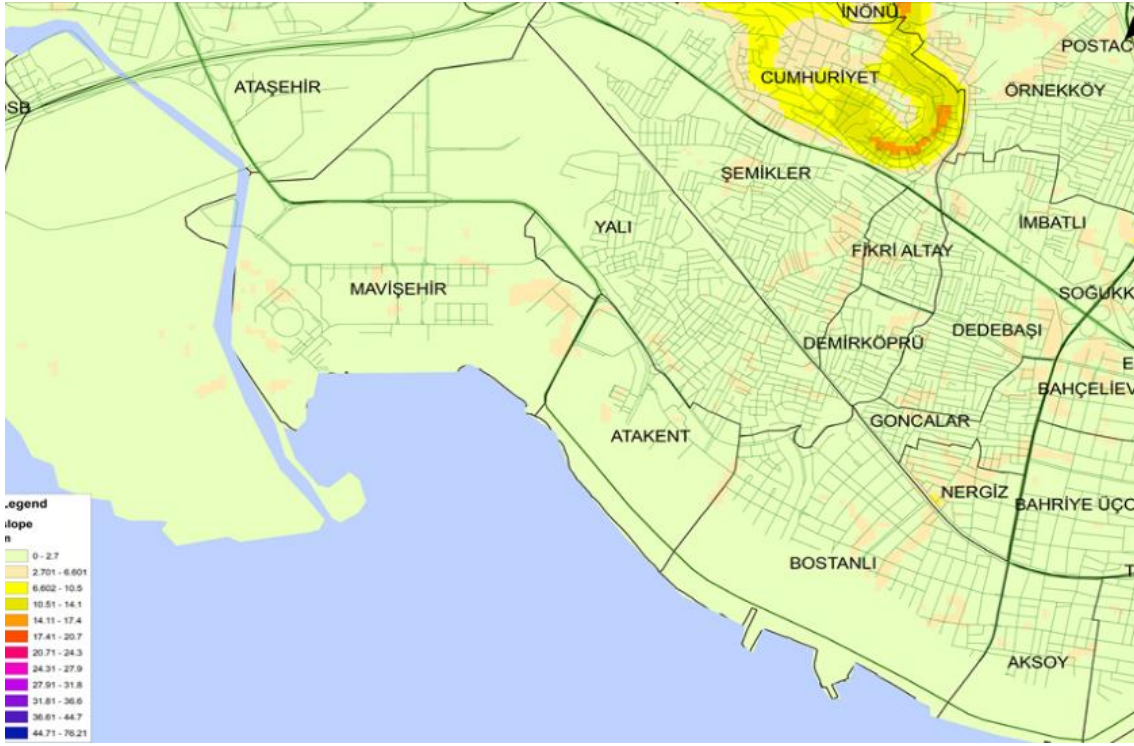 İNÖNÜ
POSTAC
CUMHURİYET
ATAŞEHİR
ÖRNEKKÖY
OSB
ŞEMİKLER
YALI
İMBATLI
FİKRİ ALTAY
MAVİŞEHİR
SOĞUKK
DEDEBAŞI
DEMİRKÖPRÜ
E
BAHÇELİEV
GONCALAR
ATAKENT
NERGİZ
BAHRİYE ÜÇO
BOSTANLI
T
AKSOY
Legend
slope
m
0 - 2.7
2.701 - 6.601
6.602 - 10.5
10.51 - 14.1
14.11 - 17.4
17.41 - 20.7
20.71 - 24.3
24.31 - 27.9
27.91 - 31.8
31.81 - 36.6
36.61 - 44.7
44.71 - 76.21